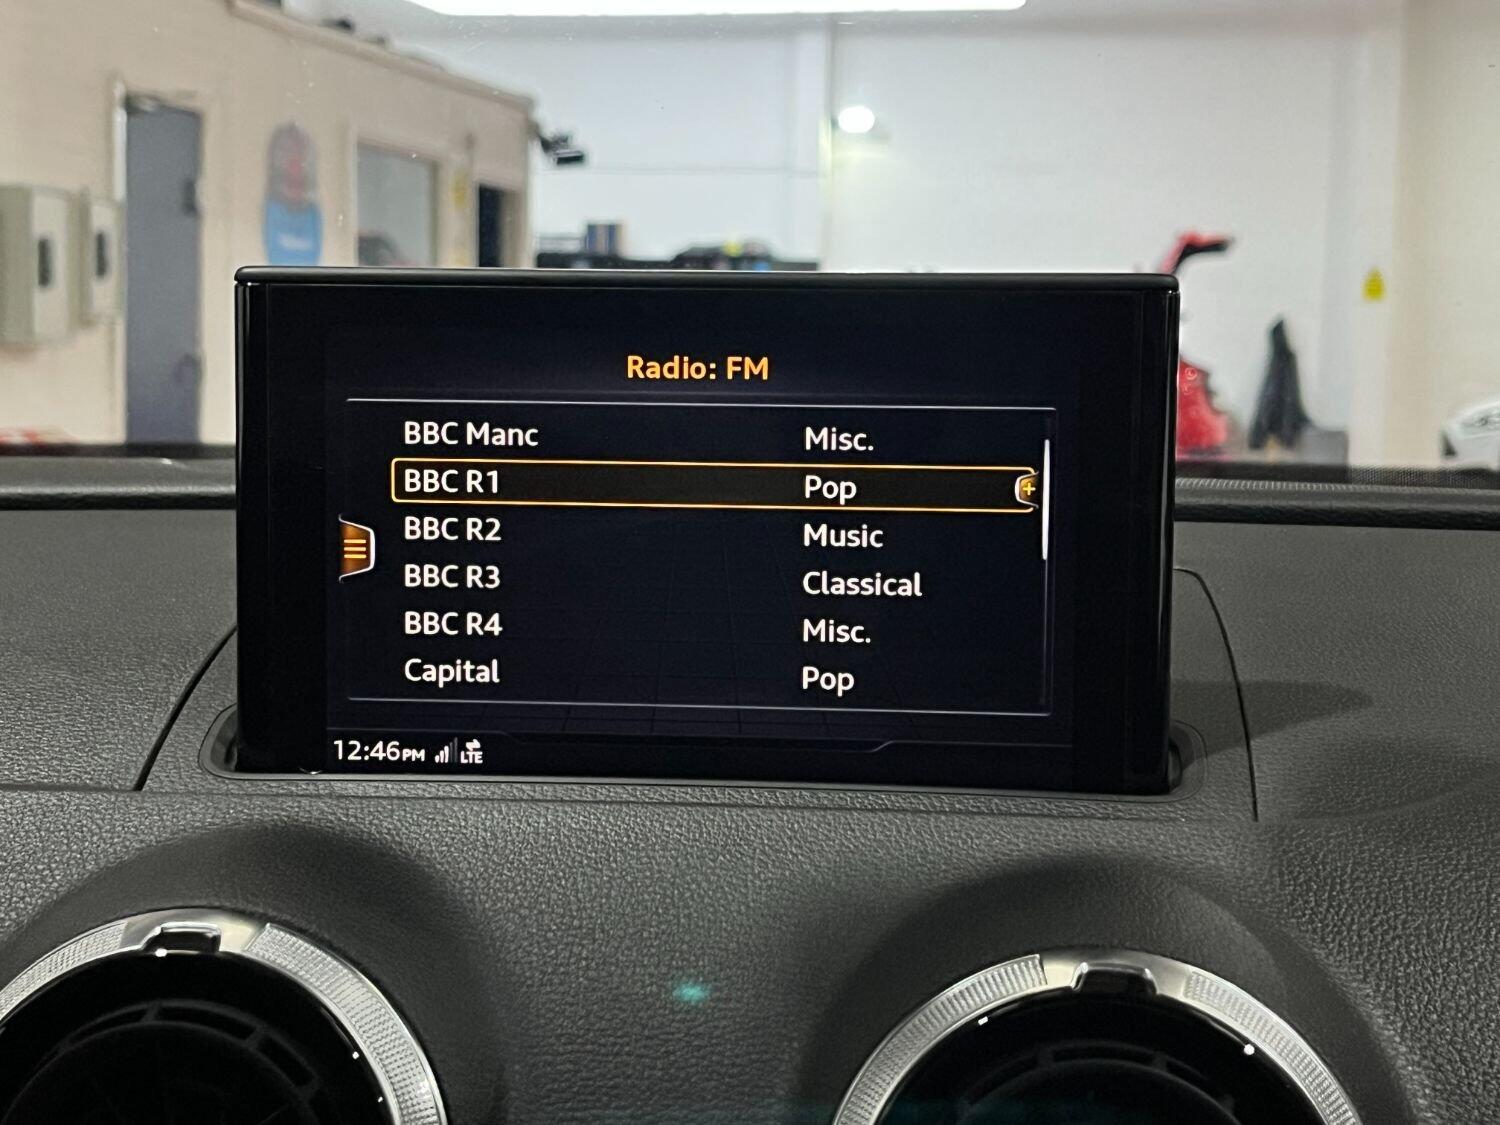 Radio: FM
BBC Manc Misc.
BBC R1 Pop +
BBC R2 Music
BBC R3 Classical
BBC R4 Misc.
Capital Pop
12:46PM LTE